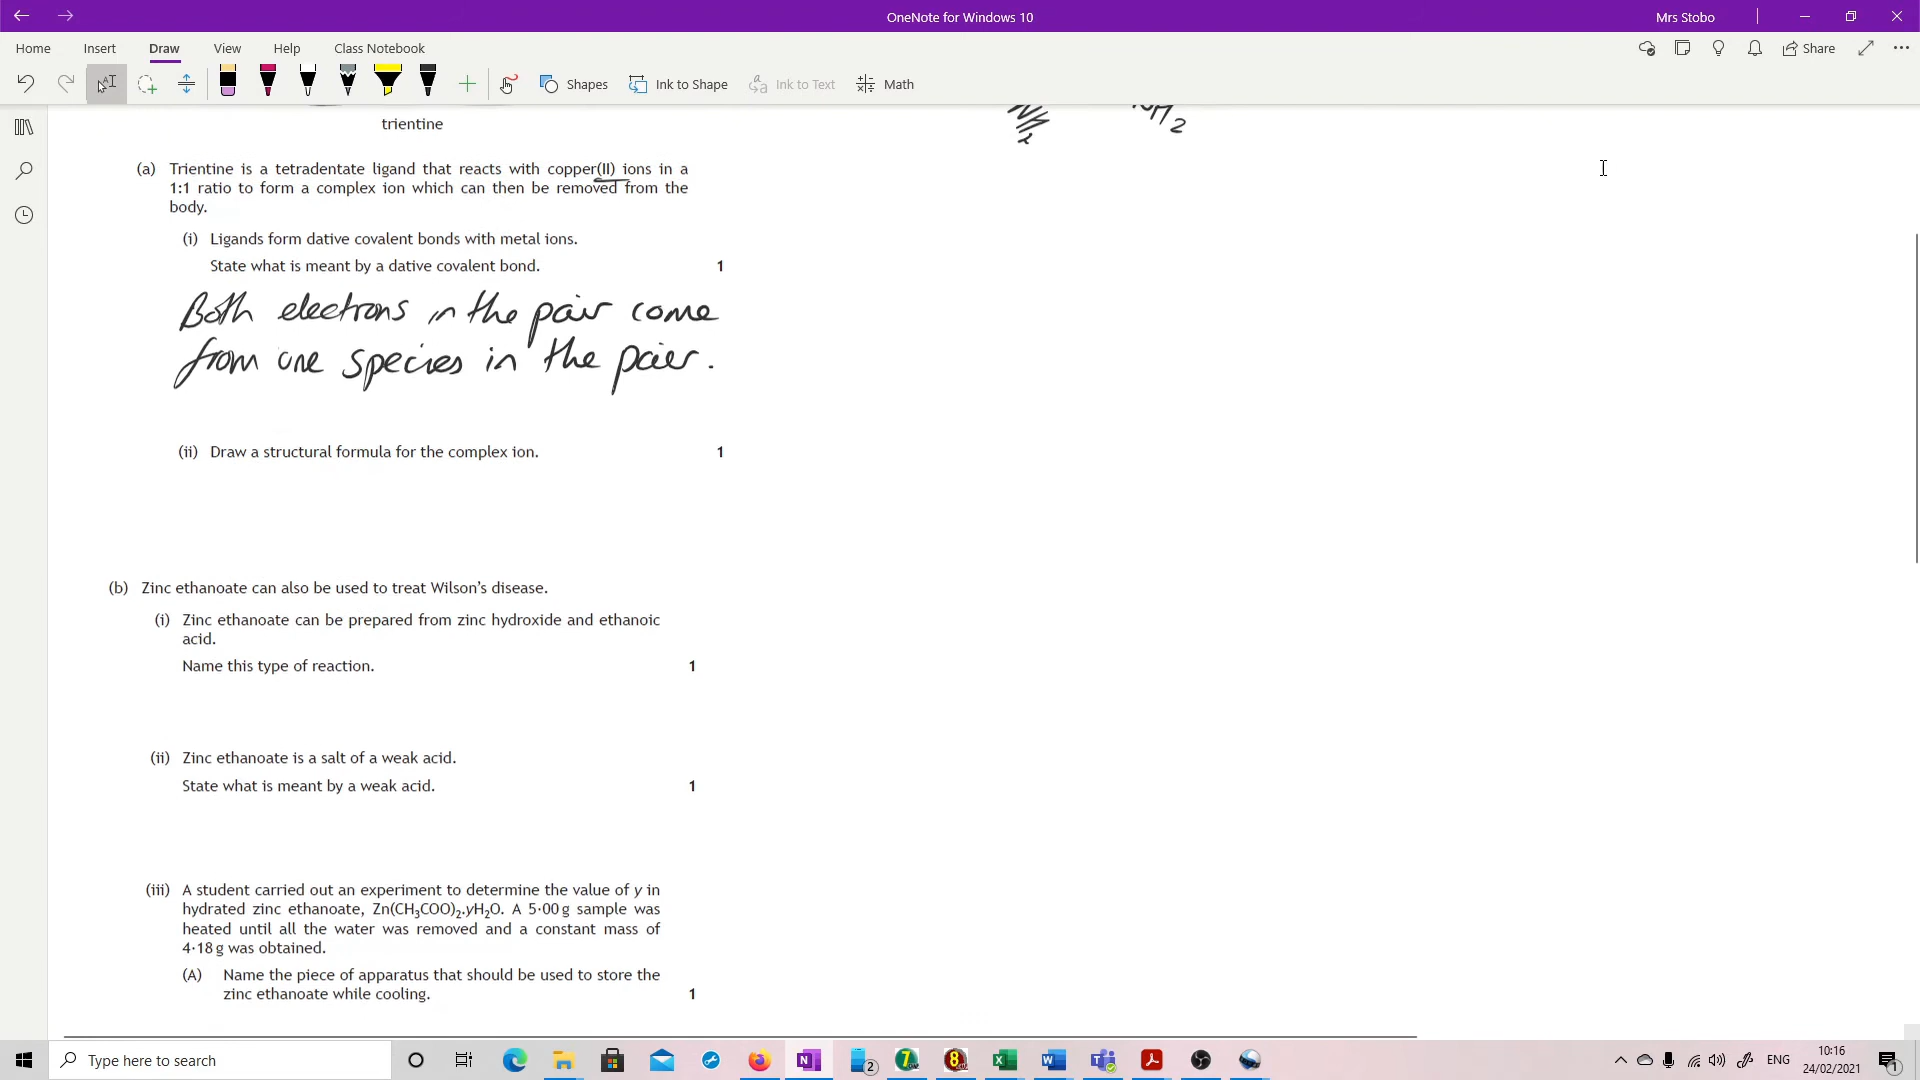 OneNote for Windows 10
Mrs Stobo
Home Insert Draw View Help Class Notebook
Share
Shapes Ink to Shape Ink to Text Math
NH2
NH2
trientine
(a) Trientine is a tetradentate ligand that reacts with copper(II) ions in a
1:1 ratio to form a complex ion which can then be removed from the
body.
(i) Ligands form dative covalent bonds with metal ions.
State what is meant by a dative covalent bond. 1
Both electrons in the pair come
from one species in the pair.
(ii) Draw a structural formula for the complex ion. 1
(b) Zinc ethanoate can also be used to treat Wilson's disease.
(i) Zinc ethanoate can be prepared from zinc hydroxide and ethanoic
acid.
Name this type of reaction. 1
(ii) Zinc ethanoate is a salt of a weak acid.
State what is meant by a weak acid. 1
(iii) A student carried out an experiment to determine the value of y in
hydrated zinc ethanoate, Zn(CH₃COO)₂.yH₂O. A 5·00 g sample was
heated until all the water was removed and a constant mass of
4·18 g was obtained.
(A) Name the piece of apparatus that should be used to store the
zinc ethanoate while cooling. 1
Type here to search
2
7
8
ENG
10:16
24/02/2021
1